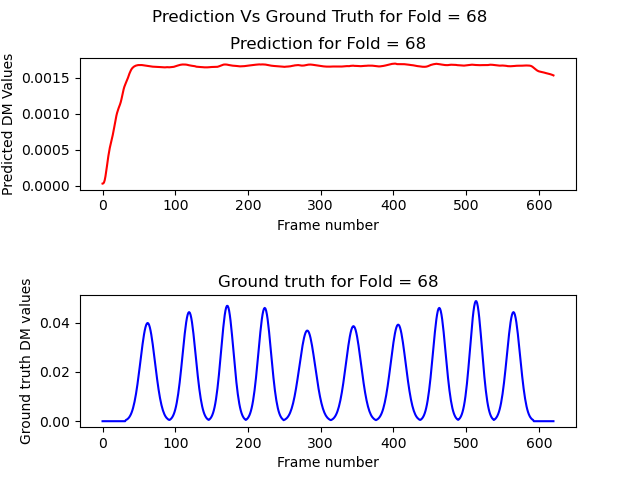 Prediction Vs Ground Truth for Fold = 68
Prediction for Fold = 68
Predicted DM Values
0.0015
0.0010
0.0005
0.0000
0 100 200 300 400 500 600
Frame number
Ground truth for Fold = 68
Ground truth DM values
0.04
0.02
0.00
0 100 200 300 400 500 600
Frame number